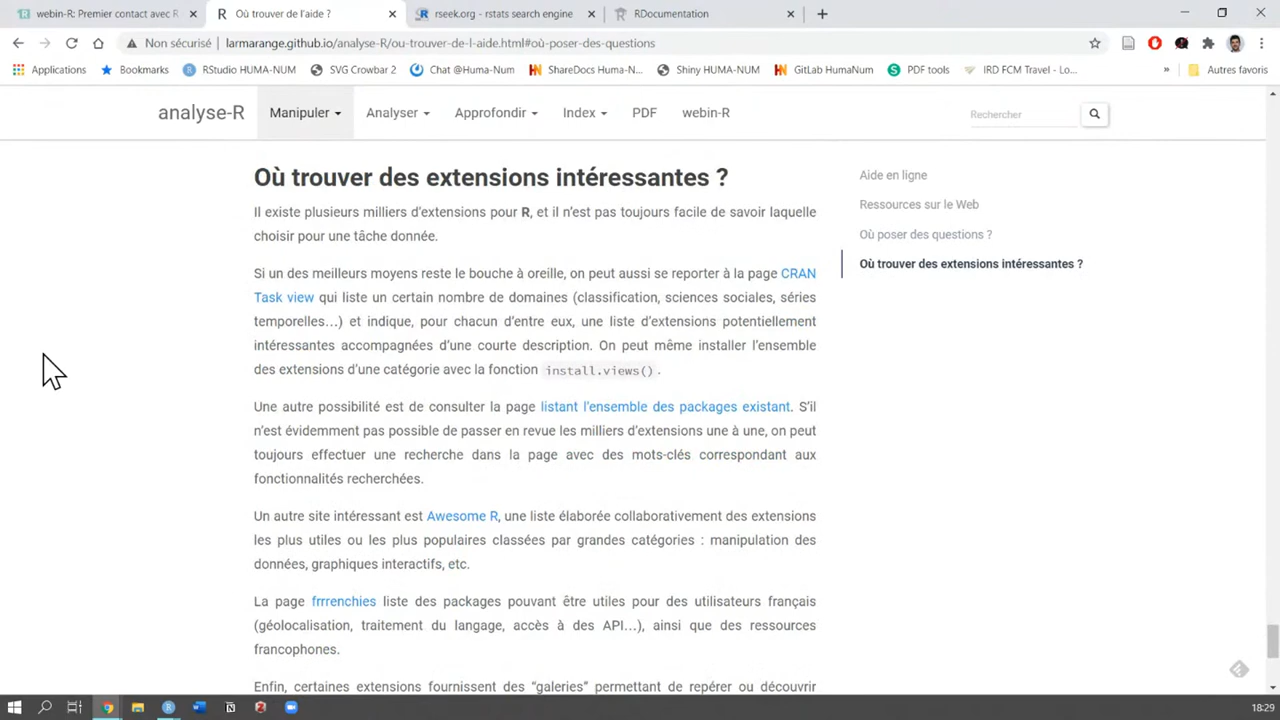 webin-R: Premier contact avec R
Où trouver de l'aide ?
rseek.org - rstats search engine
RDocumentation
Non sécurisé
larmarange.github.io/analyse-R/ou-trouver-de-l-aide.html#où-poser-des-questions
Applications
Bookmarks
RStudio HUMA-NUM
SVG Crowbar 2
Chat @Huma-Num
ShareDocs Huma-N...
Shiny HUMA-NUM
GitLab HumaNum
PDF tools
IRD FCM Travel - Lo...
»
Autres favoris
analyse-R
Manipuler
Analyser
Approfondir
Index
PDF
webin-R
Rechercher
Où trouver des extensions intéressantes ?
Il existe plusieurs milliers d'extensions pour R, et il n'est pas toujours facile de savoir laquelle
choisir pour une tâche donnée.
Si un des meilleurs moyens reste le bouche à oreille, on peut aussi se reporter à la page CRAN
Task view qui liste un certain nombre de domaines (classification, sciences sociales, séries
temporelles…) et indique, pour chacun d'entre eux, une liste d'extensions potentiellement
intéressantes accompagnées d'une courte description. On peut même installer l'ensemble
des extensions d'une catégorie avec la fonction install.views() .
Une autre possibilité est de consulter la page listant l'ensemble des packages existant. S'il
n'est évidemment pas possible de passer en revue les milliers d'extensions une à une, on peut
toujours effectuer une recherche dans la page avec des mots-clés correspondant aux
fonctionnalités recherchées.
Un autre site intéressant est Awesome R, une liste élaborée collaborativement des extensions
les plus utiles ou les plus populaires classées par grandes catégories : manipulation des
données, graphiques interactifs, etc.
La page frrrenchies liste des packages pouvant être utiles pour des utilisateurs français
(géolocalisation, traitement du langage, accès à des API…), ainsi que des ressources
francophones.
Enfin, certaines extensions fournissent des “galeries” permettant de repérer ou découvrir
Aide en ligne
Ressources sur le Web
Où poser des questions ?
Où trouver des extensions intéressantes ?
18:29